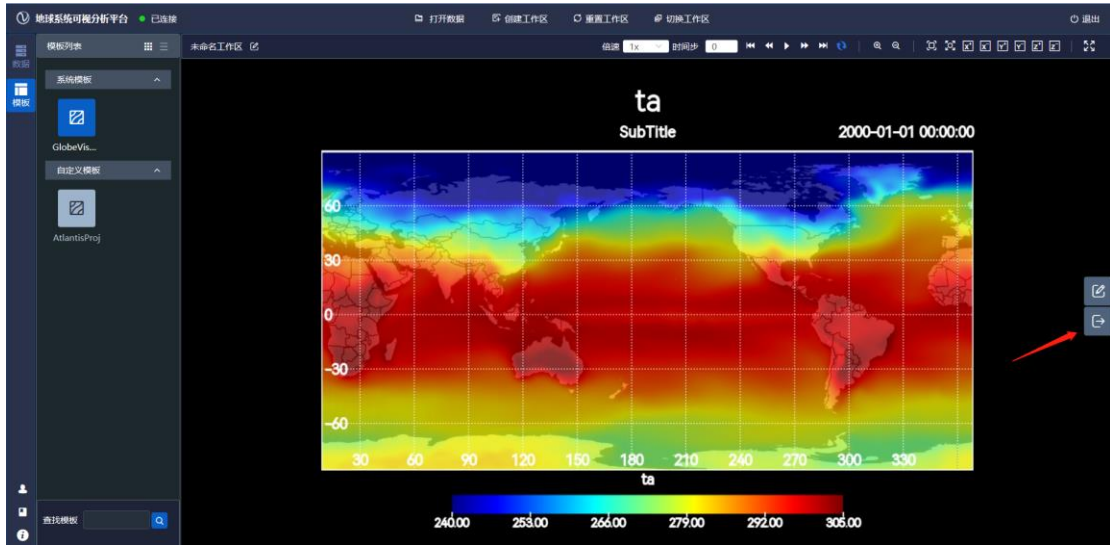 地球系统可视分析平台 已连接 打开数据 创建工作区 重置工作区 切换工作区 退出
数据
模板
模板列表
未命名工作区 倍速 1x 时间步 0
系统模板
GlobeVis...
自定义模板
AtlantisProj
查找模板
ta
SubTitle 2000-01-01 00:00:00
60
30
0
-30
-60
30 60 90 120 150 180 210 240 270 300 330
ta
240.00 253.00 266.00 279.00 292.00 305.00